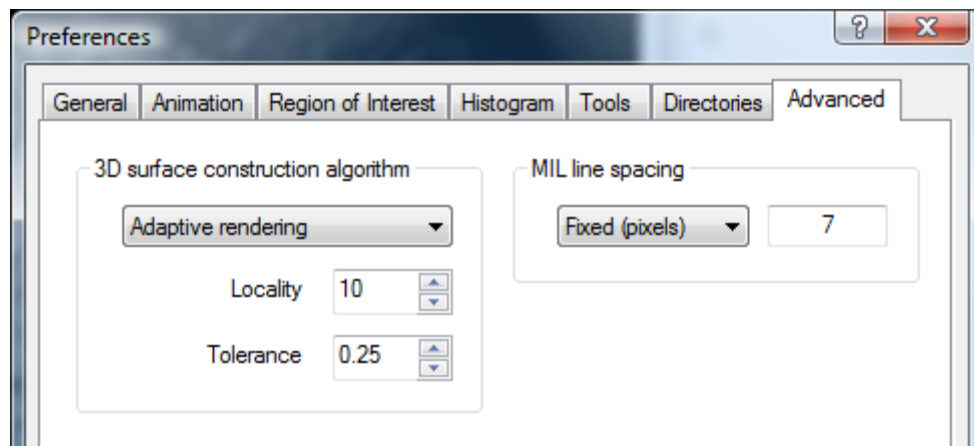 Preferences
?
X
General Animation Region of Interest Histogram Tools Directories Advanced
3D surface construction algorithm MIL line spacing
Adaptive rendering Fixed (pixels) 7
Locality 10
Tolerance 0.25